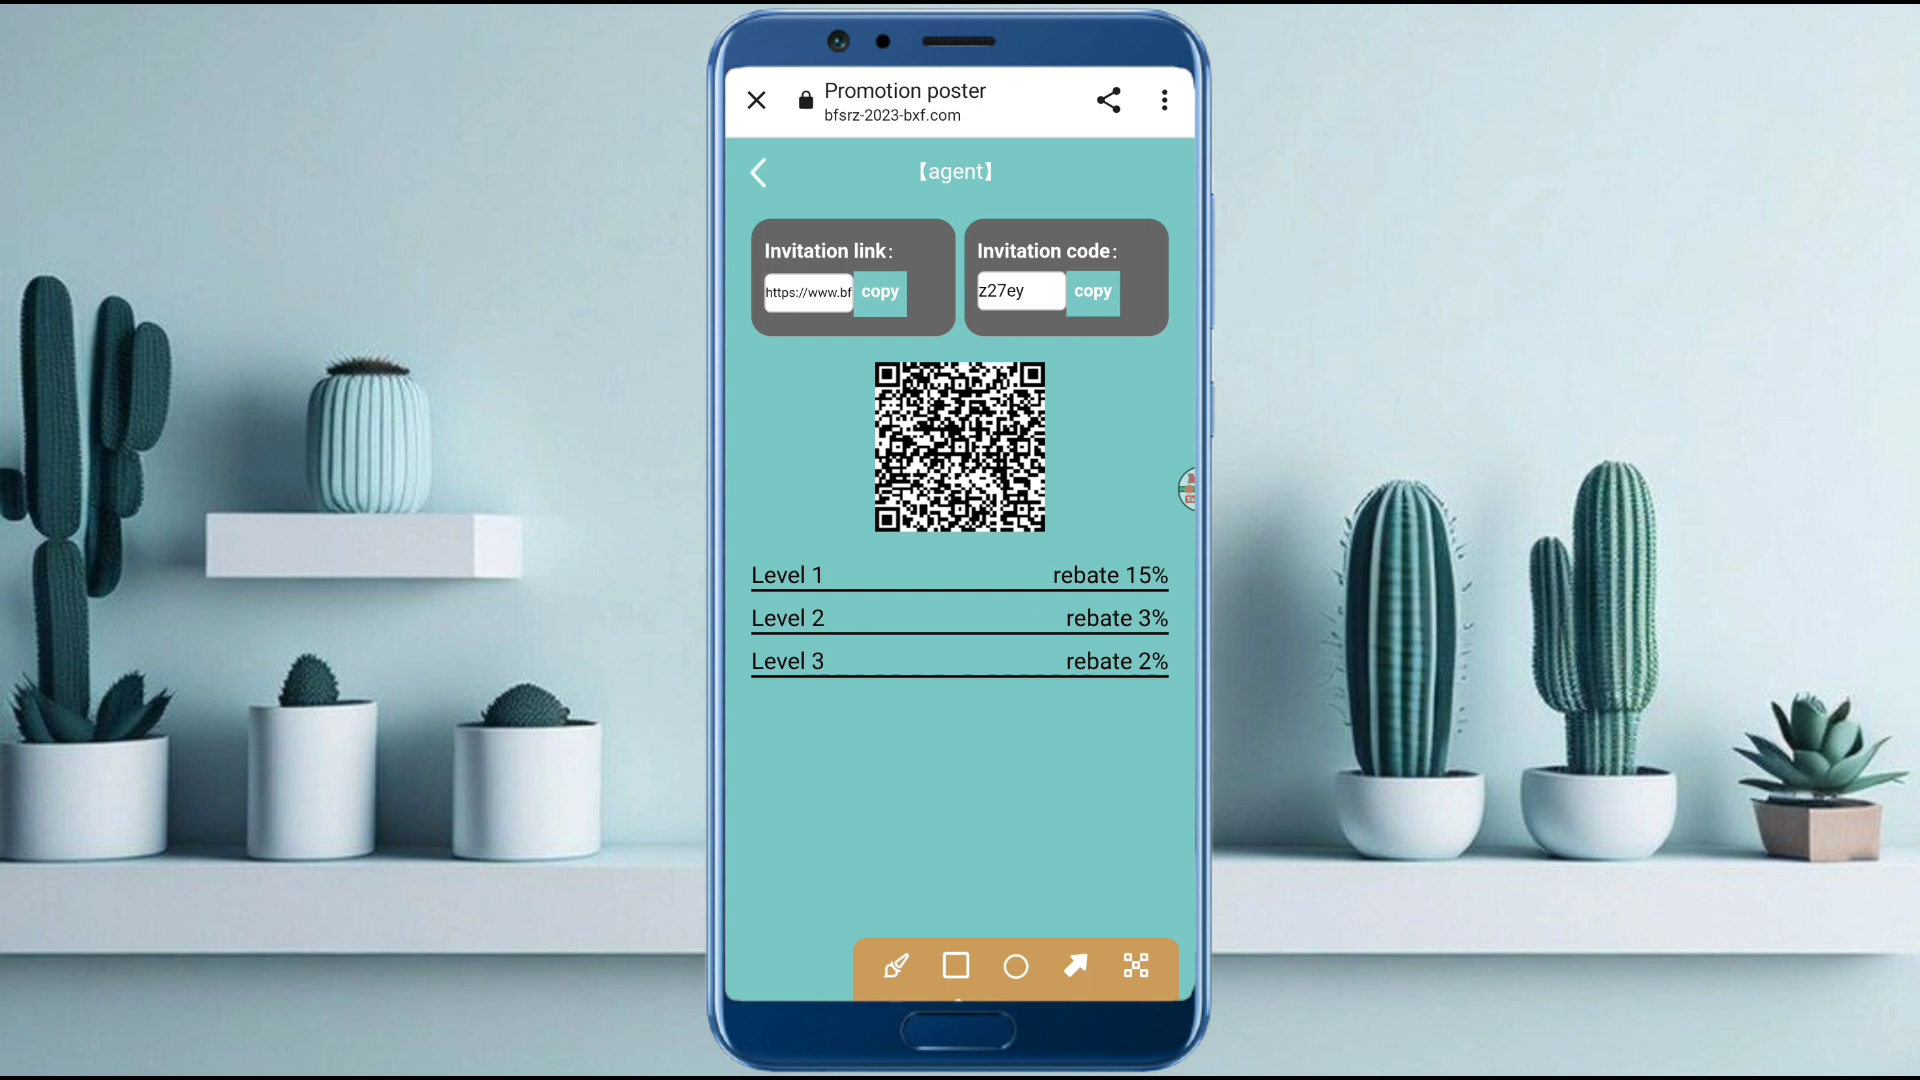 Promotion poster
bfsrz-2023-bxf.com
【agent】
Invitation link:
https://www.bf copy
Invitation code:
z27ey copy
Level 1 rebate 15%
Level 2 rebate 3%
Level 3 rebate 2%